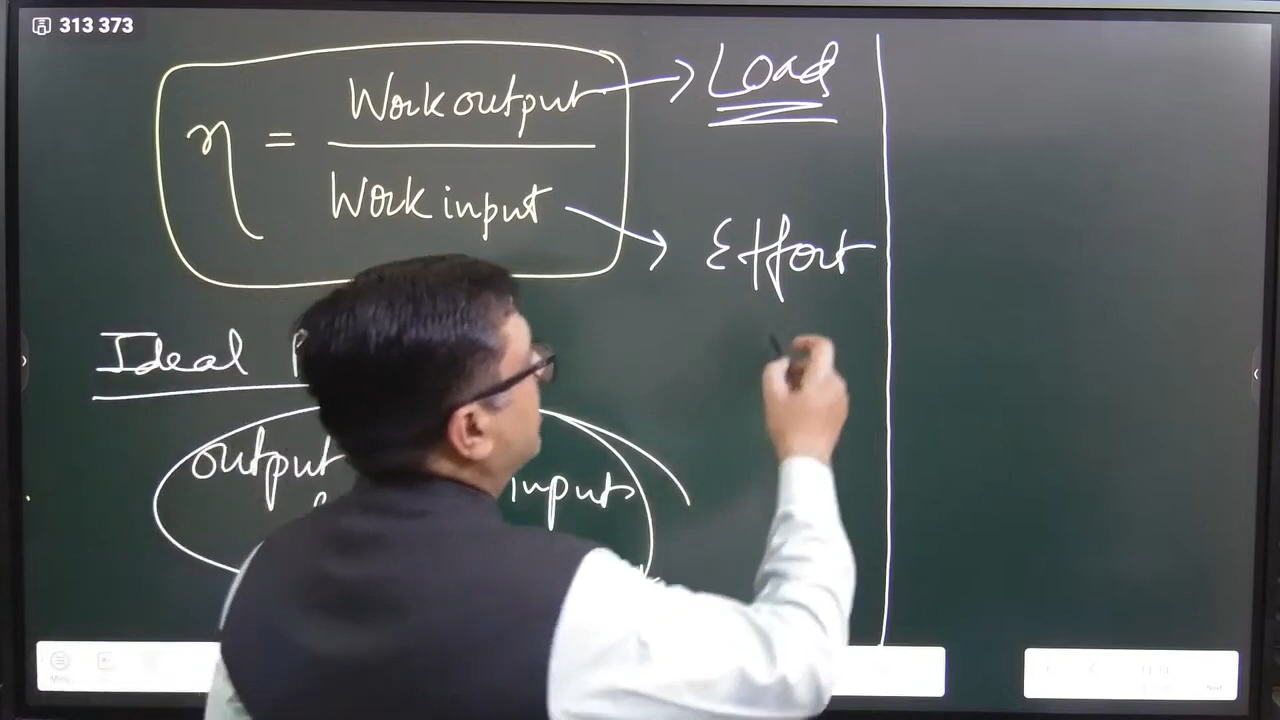 313 373
η = Work output / Work input
→ Load
→ Effort
Ideal
output
input